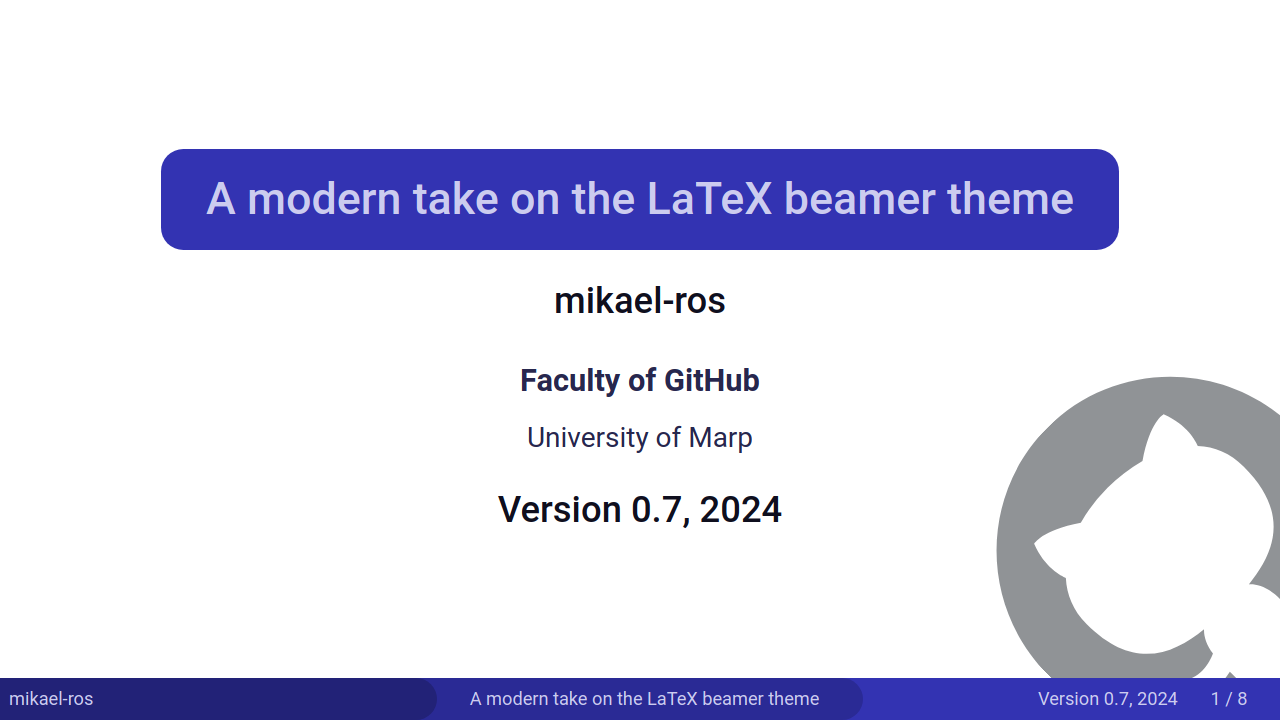 A modern take on the LaTeX beamer theme
mikael-ros
Faculty of GitHub
University of Marp
Version 0.7, 2024
mikael-ros
A modern take on the LaTeX beamer theme
Version 0.7, 2024
1 / 8